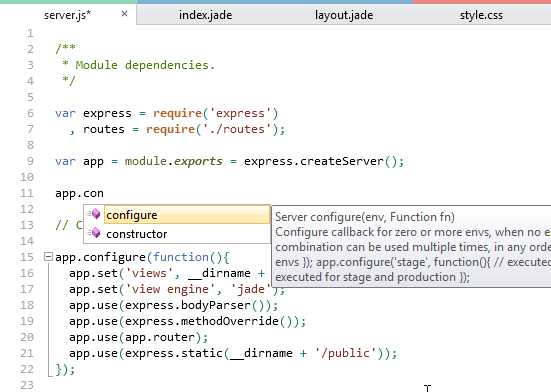 server.js* × index.jade layout.jade style.css
1
2 /**
3 * Module dependencies.
4 */
5
6 var express = require('express')
7 , routes = require('./routes');
8
9 var app = module.exports = express.createServer();
10
11 app.con
12 configure
13 // C
14 constructor
Server configure(env, Function fn)
Configure callback for zero or more envs, when no e
combination can be used multiple times, in any orde
envs }); app.configure('stage', function(){ // executed
executed for stage and production });
15 app.configure(function(){
16 app.set('views', __dirname +
17 app.set('view engine', 'jade');
18 app.use(express.bodyParser());
19 app.use(express.methodOverride());
20 app.use(app.router);
21 app.use(express.static(__dirname + '/public'));
22 });
23